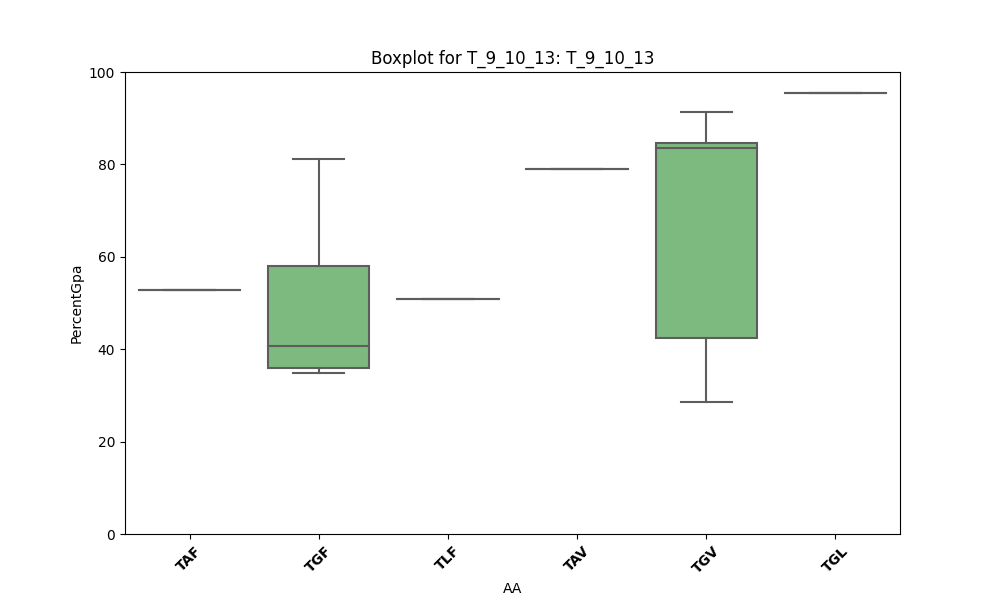 Boxplot for T_9_10_13: T_9_10_13
100
80
60
40
20
0
PercentGpa
TAF
TGF
TLF
TAV
TGV
TGL
AA